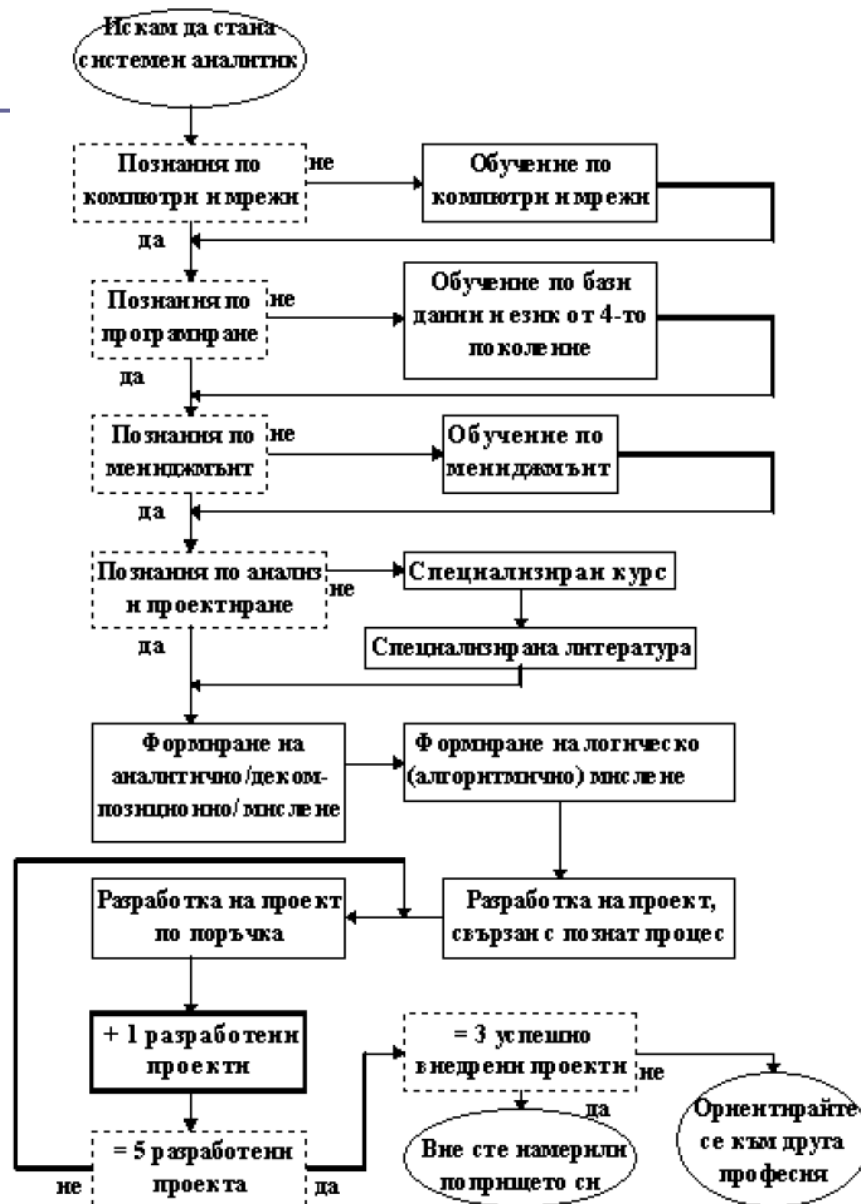 Искам да стана
системен аналитик
Познания по
компютри и мрежи
не
Обучение по
компютри и мрежи
да
Познания по
програмиране
не
Обучение по бази
данни и език от 4-то
поколение
да
Познания по
мениджмънт
не
Обучение по
мениджмънт
да
Познания по анализ
и проектиране
не
Специализиран курс
Специализирана литература
да
Формиране на
аналитично/деком-
позиционно/ мислене
Формиране на логическо
(алгоритмично) мислене
Разработка на проект
по поръчка
Разработка на проект,
свързан с познат процес
+ 1 разработени
проекти
= 3 успешно
внедрени проекти
не
да
= 5 разработени
проекта
не
да
Вие сте намерили
попрището си
Ориентирайте
се към друга
професия